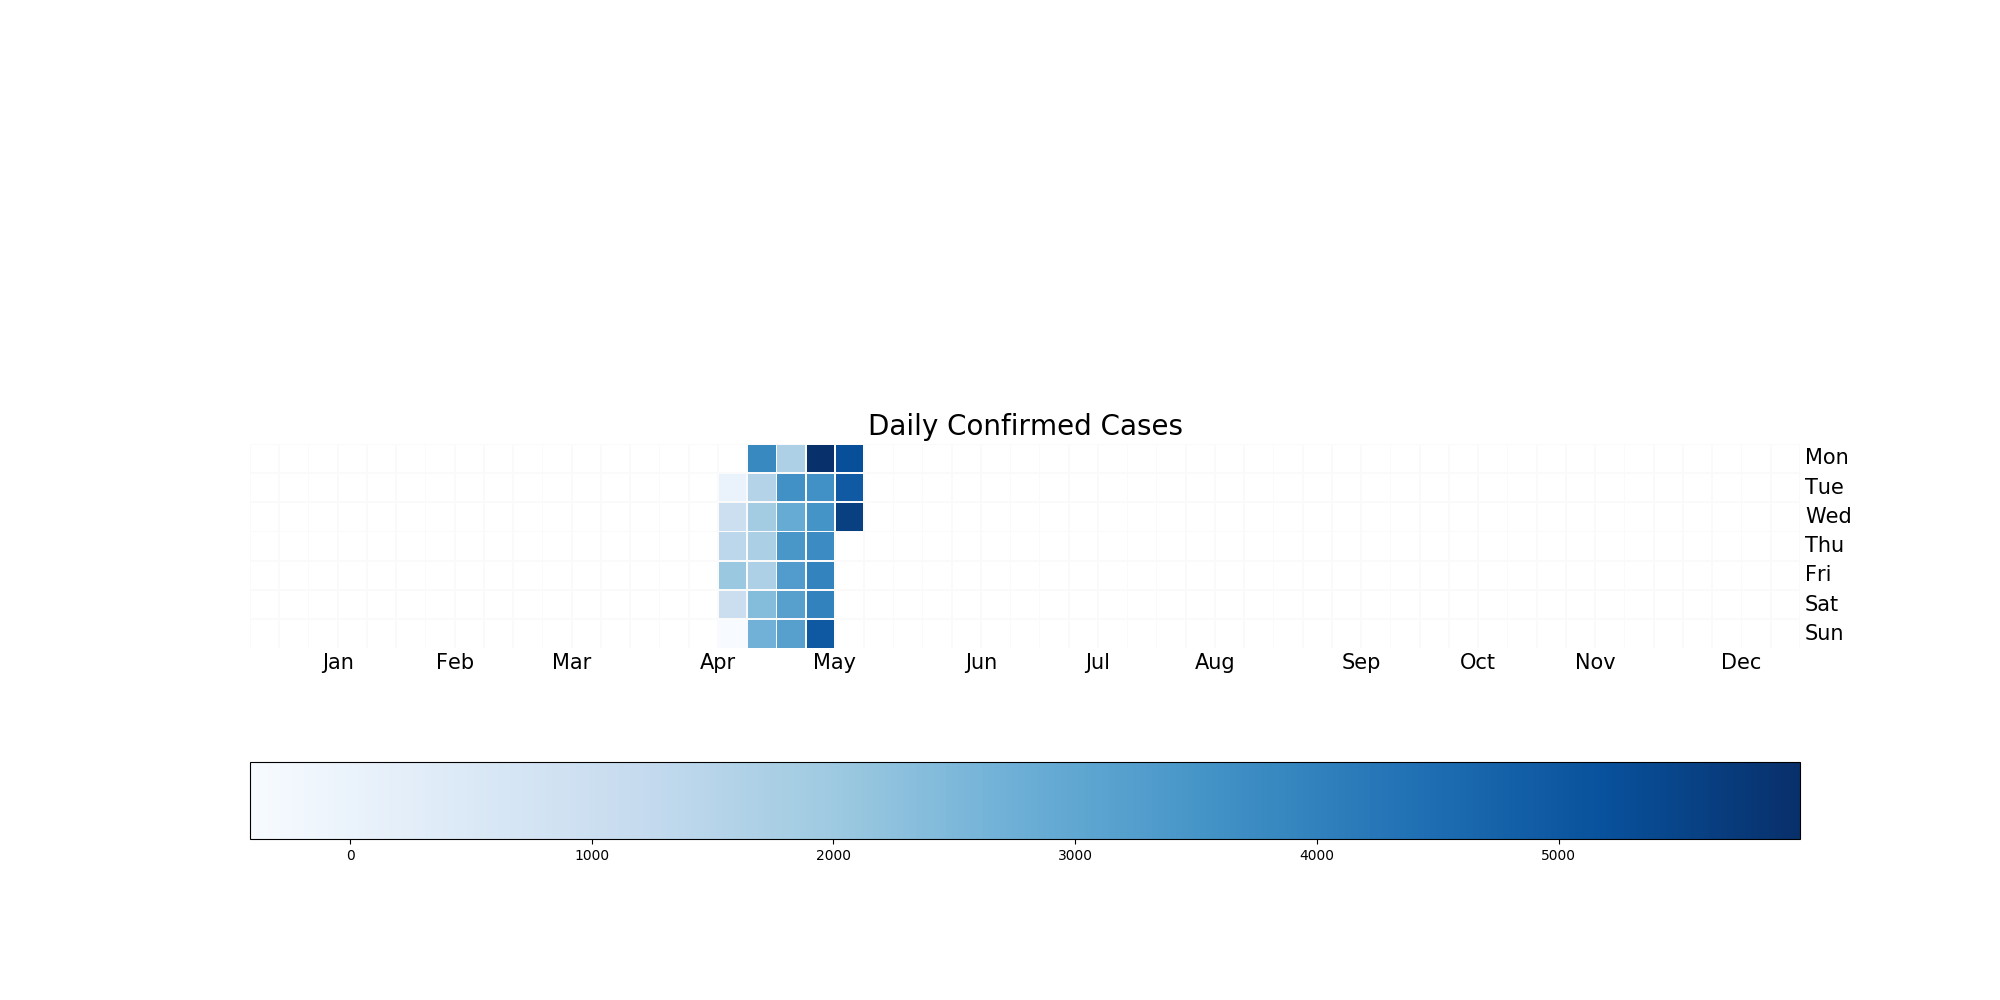 Daily Confirmed Cases
Mon
Tue
Wed
Thu
Fri
Sat
Sun
Jan Feb Mar Apr May Jun Jul Aug Sep Oct Nov Dec
0 1000 2000 3000 4000 5000